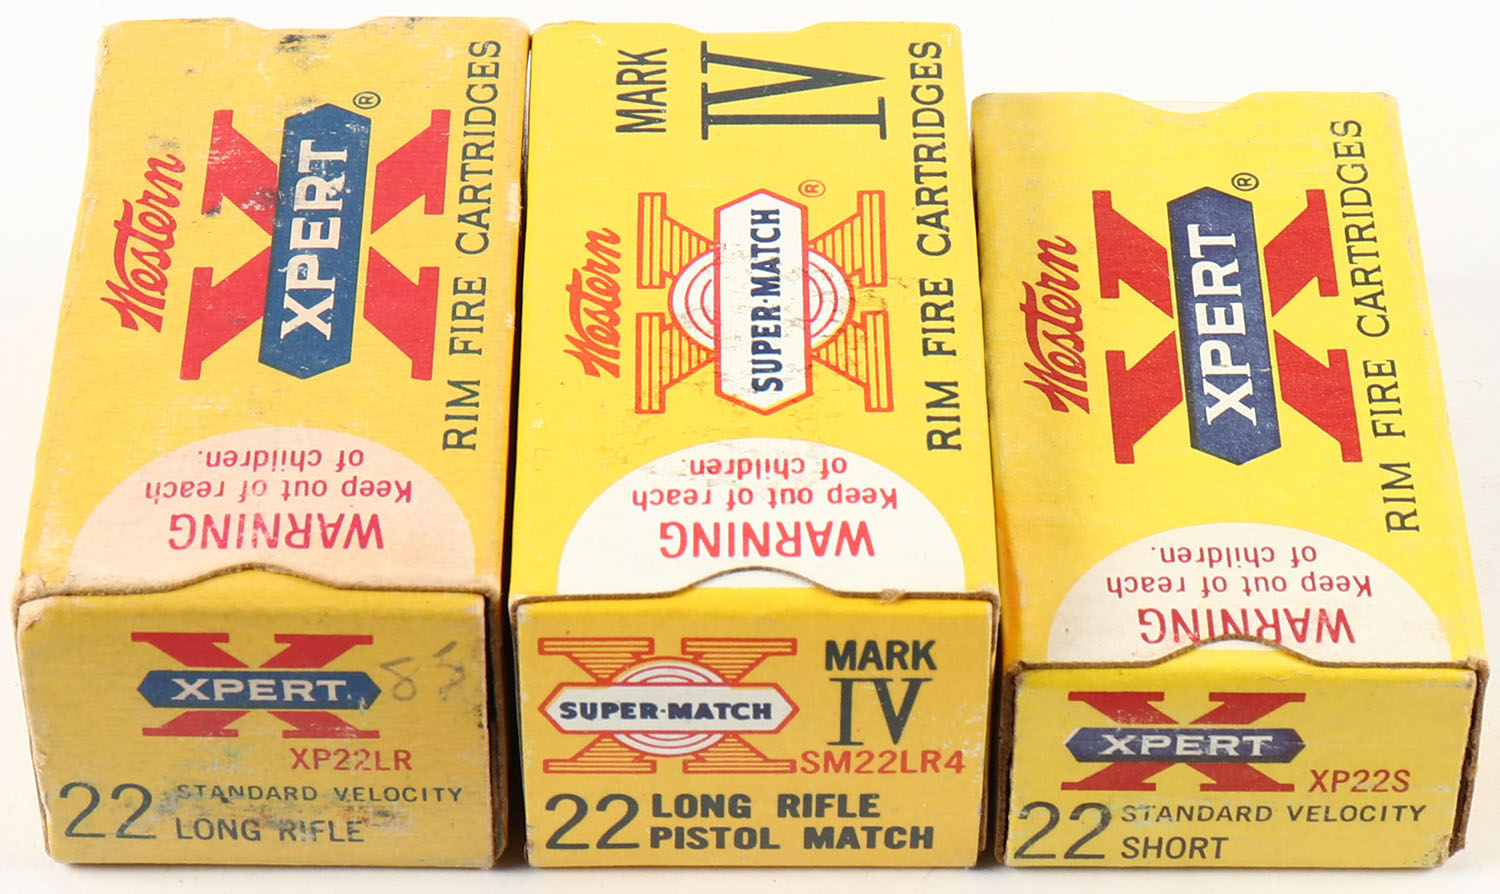 Western
XPERT
®
RIM FIRE CARTRIDGES
WARNING
Keep out of reach
of children.
XPERT
85
XP22LR
22 STANDARD VELOCITY
LONG RIFLE
MARK
IV
Western
SUPER-MATCH
®
RIM FIRE CARTRIDGES
WARNING
Keep out of reach
of children.
SUPER-MATCH
MARK
IV
SM22LR4
22 LONG RIFLE
PISTOL MATCH
Western
XPERT
®
RIM FIRE CARTRIDGES
WARNING
Keep out of reach
of children.
XPERT
XP22S
22 STANDARD VELOCITY
SHORT